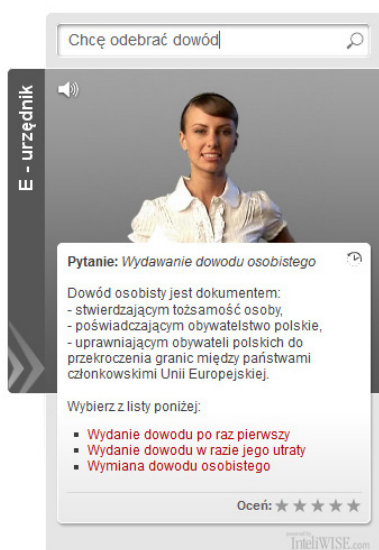 Chcę odebrać dowód
E - urzędnik
Pytanie: Wydawanie dowodu osobistego
Dowód osobisty jest dokumentem:
- stwierdzającym tożsamość osoby,
- poświadczającym obywatelstwo polskie,
- uprawniającym obywateli polskich do
przekroczenia granic między państwami
członkowskimi Unii Europejskiej.
Wybierz z listy poniżej:
Wydanie dowodu po raz pierwszy
Wydanie dowodu w razie jego utraty
Wymiana dowodu osobistego
Oceń:
powered by
InteliWISE.com